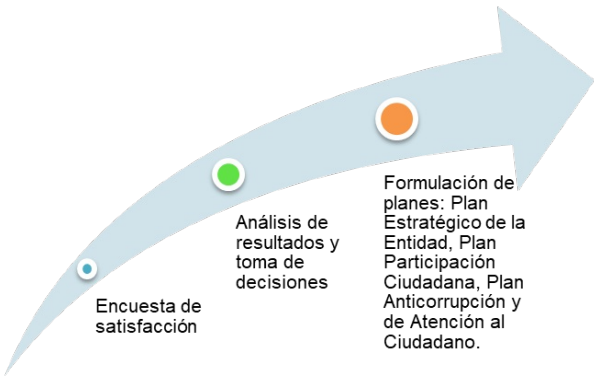 Encuesta de
satisfacción
Análisis de
resultados y
toma de
decisiones
Formulación de
planes: Plan
Estratégico de la
Entidad, Plan
Participación
Ciudadana, Plan
Anticorrupción y
de Atención al
Ciudadano.